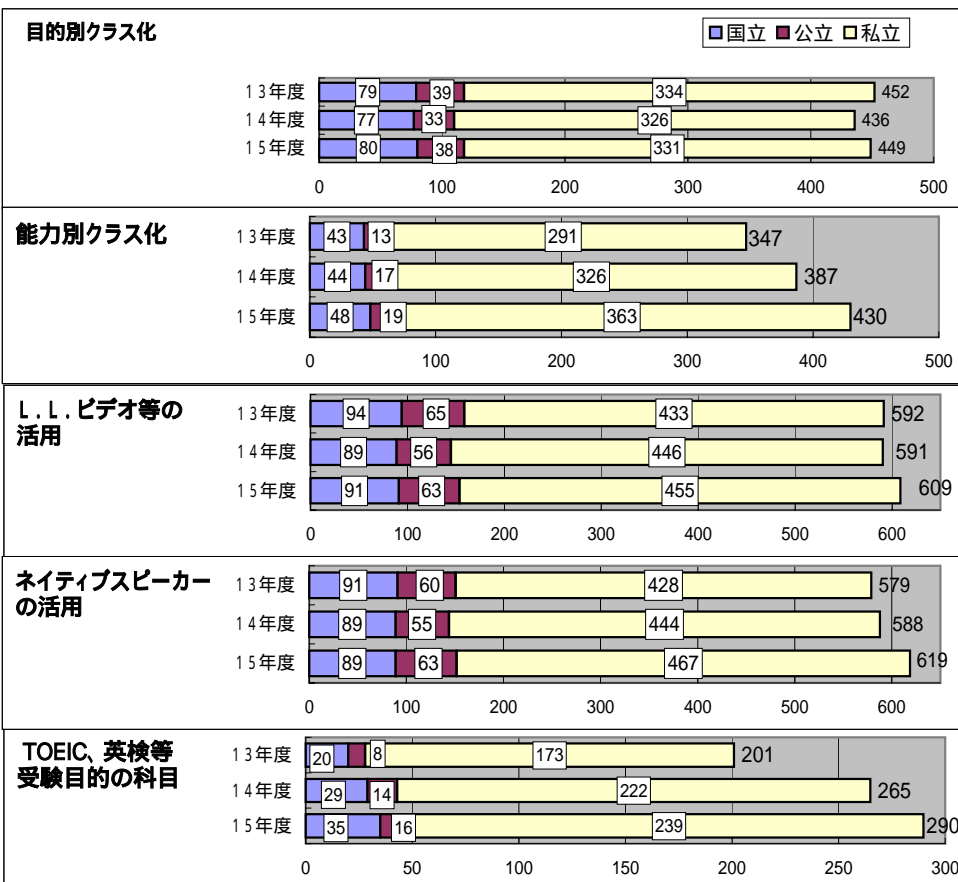 目的別クラス化
国立 公立 私立
13年度 79 39 334 452
14年度 77 33 326 436
15年度 80 38 331 449
0 100 200 300 400 500
能力別クラス化
13年度 43 13 291 347
14年度 44 17 326 387
15年度 48 19 363 430
0 100 200 300 400 500
L.L.ビデオ等の
活用
13年度 94 65 433 592
14年度 89 56 446 591
15年度 91 63 455 609
0 100 200 300 400 500 600
ネイティブスピーカー
の活用
13年度 91 60 428 579
14年度 89 55 444 588
15年度 89 63 467 619
0 100 200 300 400 500 600
TOEIC、英検等
受験目的の科目
13年度 20 8 173 201
14年度 29 14 222 265
15年度 35 16 239 290
0 50 100 150 200 250 300